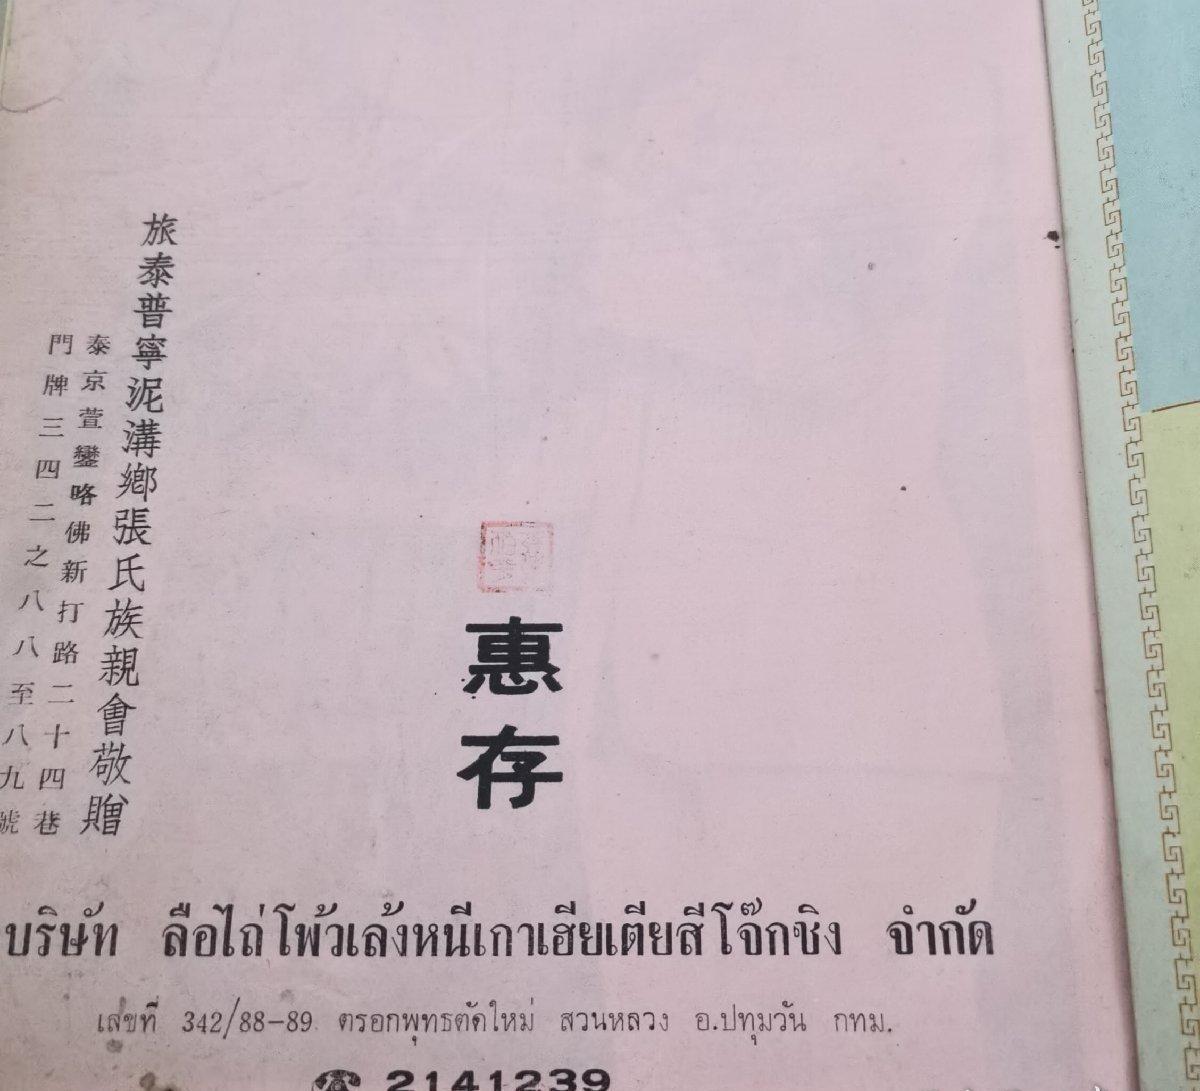 惠存
旅泰普寧泥溝鄉張氏族親會敬贈
泰京萱鑾略佛新打路二十四巷
門牌三四二之八八至八九號
บริษัท ลือไถ่โพ้วเล้งหนีเกาเฮียเตียสีโจ๊กชิง จำกัด
เลขที่ 342/88-89 ตรอกพุทธตัดใหม่ สวนหลวง อ.ปทุมวัน กทม.
☎ 2141239